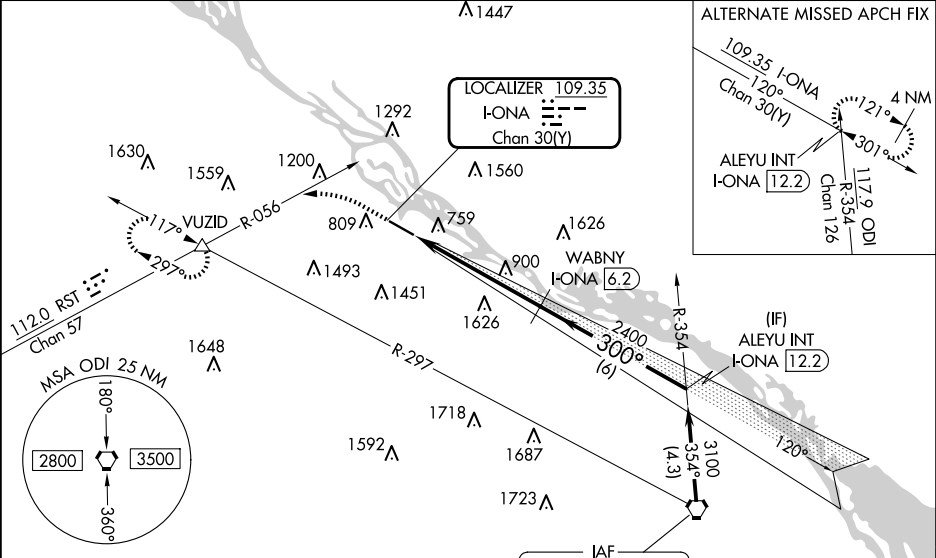 1447
ALTERNATE MISSED APCH FIX
109.35 I-ONA
120°
Chan 30(Y)
4 NM
121°
301°
ALEYU INT
I-ONA 12.2
117.9 ODI
R-354
Chan 126
LOCALIZER 109.35
I-ONA
Chan 30(Y)
1292
1630
1559
1200
1560
809
759
1626
VUZID
R-056
117°
297°
1493
1451
900
WABNY
I-ONA 6.2
1626
112.0 RST
Chan 57
1648
R-297
2400
300°
(6)
R-354
(IF)
ALEYU INT
I-ONA 12.2
MSA ODI 25 NM
180°
2800
3500
360°
1718
1592
1687
1723
3100
354°
(4.3)
120°
IAF